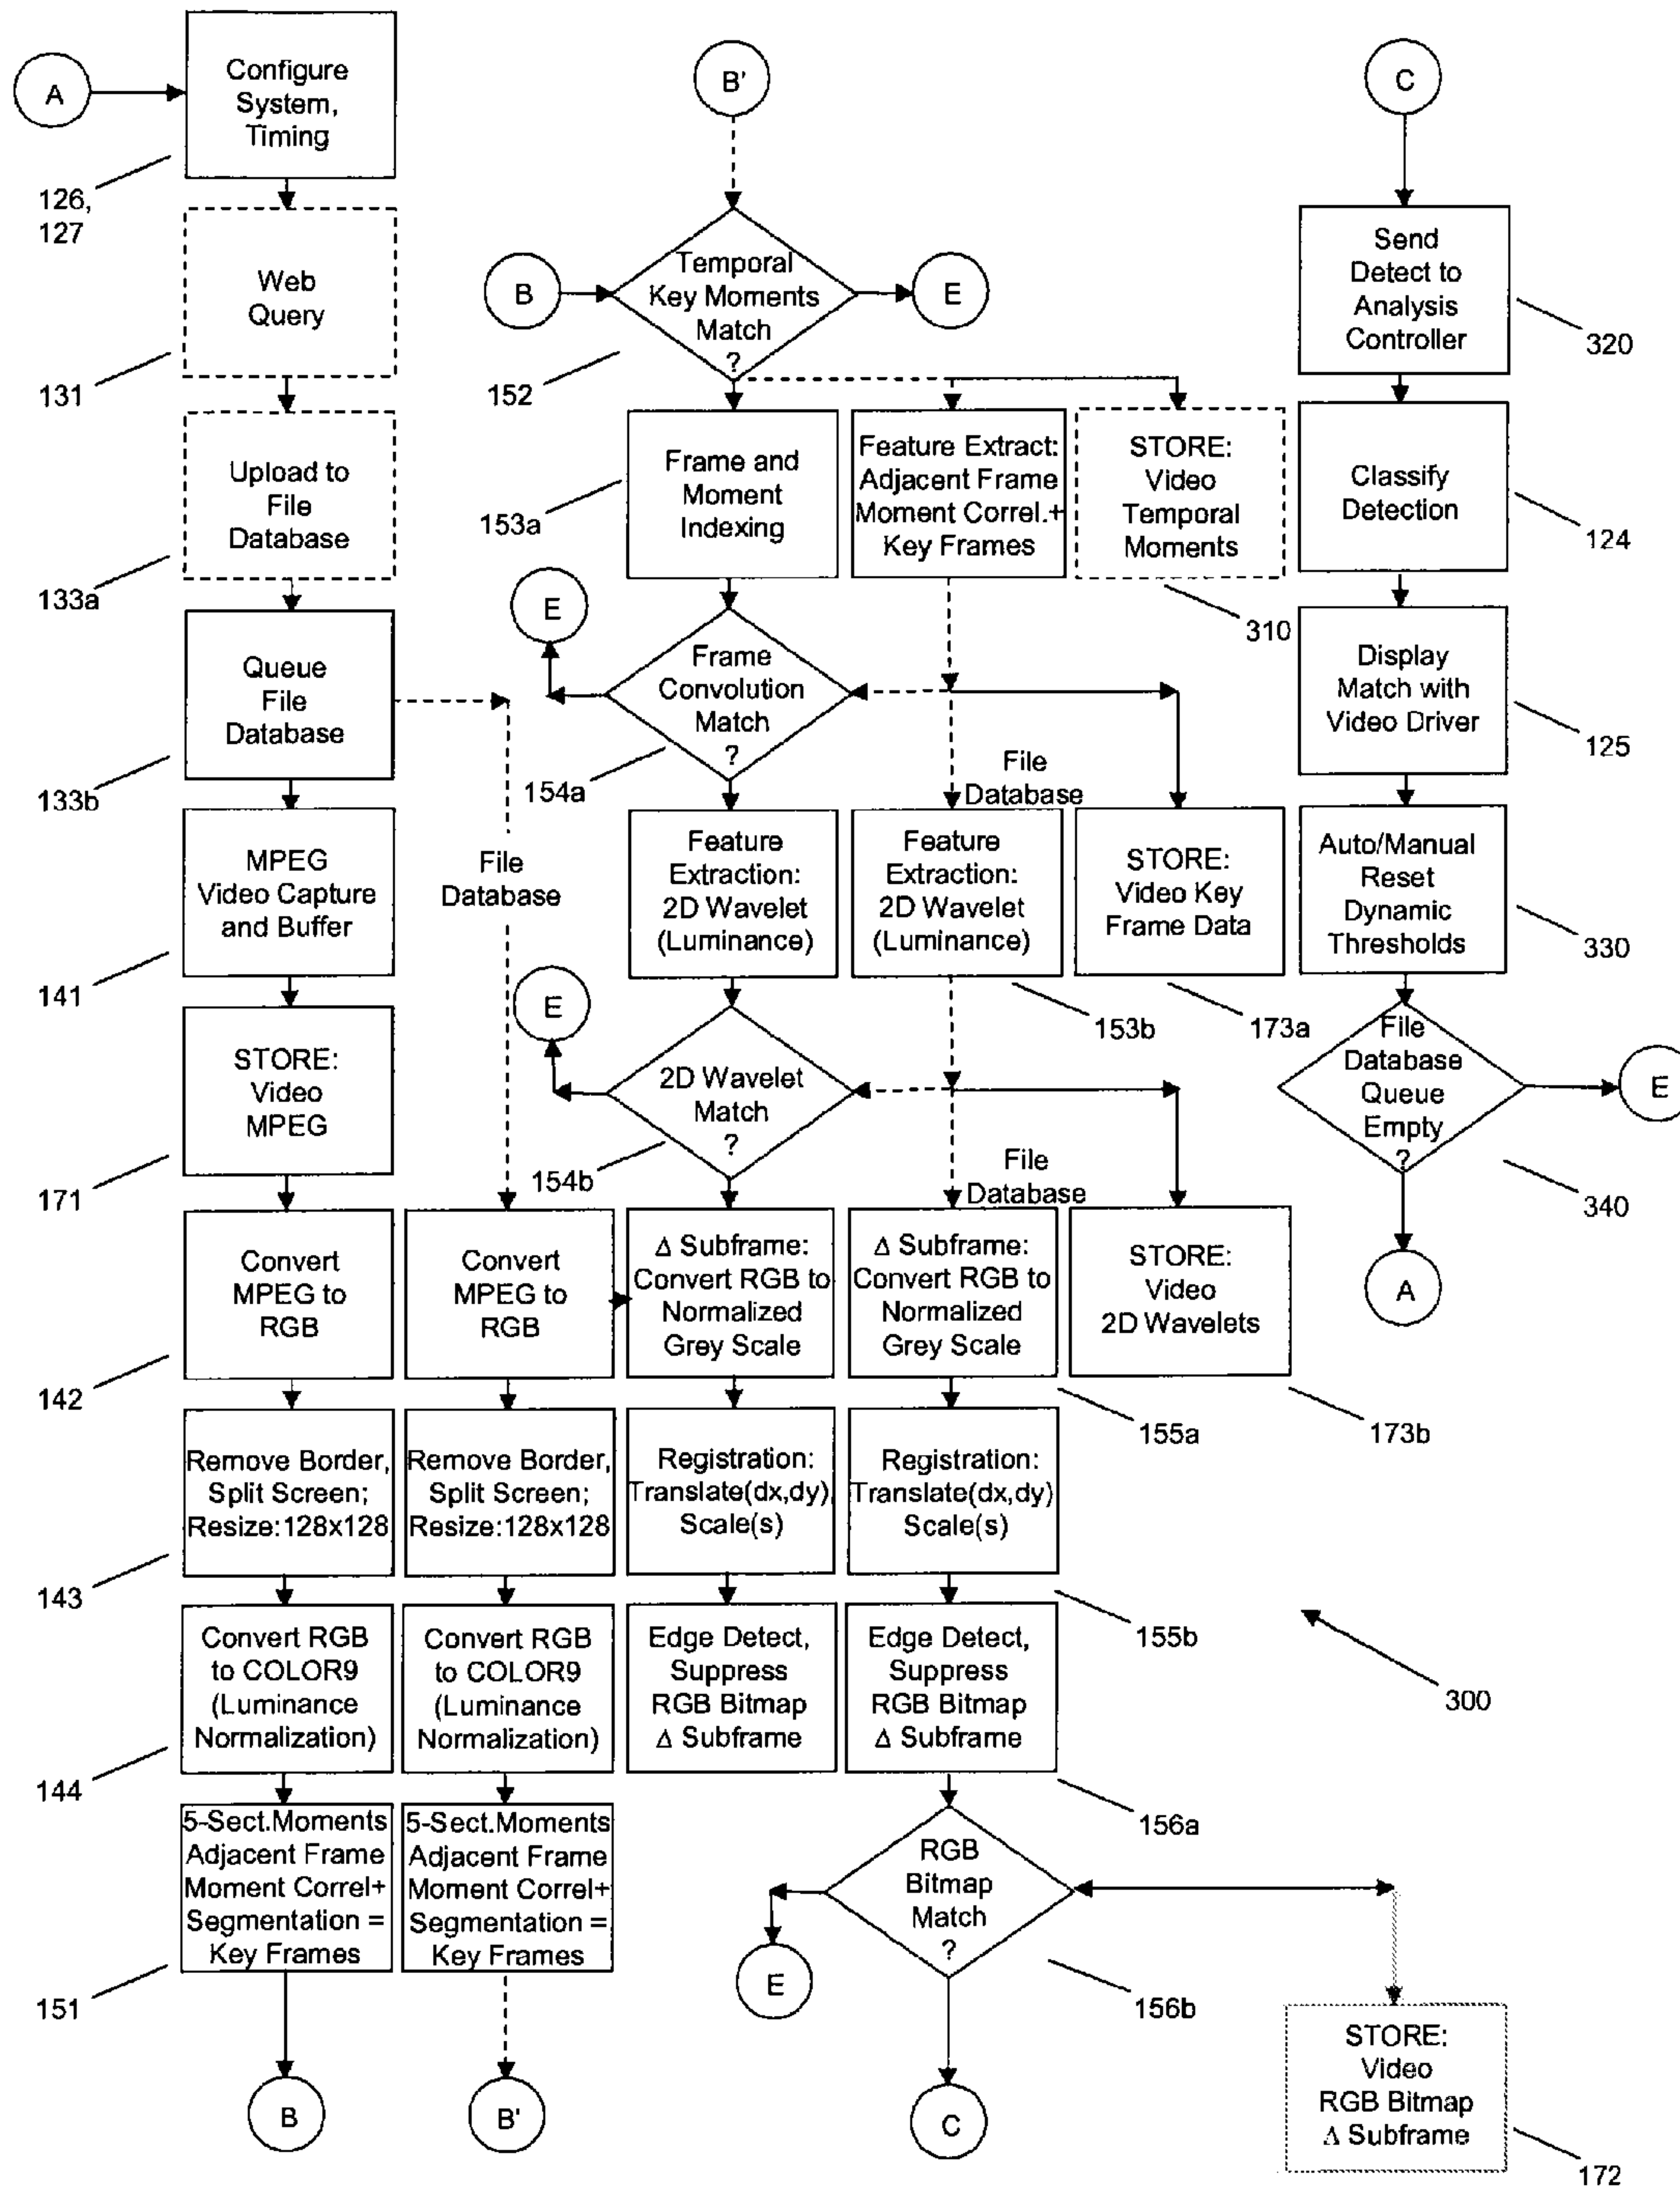 A
Configure
System,
Timing
126,
127
Web
Query
131
Upload to
File
Database
133a
Queue
File
Database
133b
MPEG
Video Capture
and Buffer
141
STORE:
Video
MPEG
171
Convert
MPEG to
RGB
142
Remove Border,
Split Screen;
Resize:128x128
143
Convert RGB
to COLOR9
(Luminance
Normalization)
144
5-Sect.Moments
Adjacent Frame
Moment Correl+
Segmentation =
Key Frames
151
B
File
Database
Convert
MPEG to
RGB
Remove Border,
Split Screen;
Resize:128x128
Convert RGB
to COLOR9
(Luminance
Normalization)
5-Sect.Moments
Adjacent Frame
Moment Correl+
Segmentation =
Key Frames
B'
B'
B
Temporal
Key Moments
Match
?
E
152
Frame and
Moment
Indexing
153a
E
Frame
Convolution
Match
?
154a
Feature
Extraction:
2D Wavelet
(Luminance)
E
2D Wavelet
Match
?
154b
Δ Subframe:
Convert RGB to
Normalized
Grey Scale
Registration:
Translate(dx,dy)
Scale(s)
Edge Detect,
Suppress
RGB Bitmap
Δ Subframe
Feature Extract:
Adjacent Frame
Moment Correl.+
Key Frames
File
Database
Feature
Extraction:
2D Wavelet
(Luminance)
153b
File
Database
Δ Subframe:
Convert RGB to
Normalized
Grey Scale
155a
Registration:
Translate(dx,dy)
Scale(s)
155b
Edge Detect,
Suppress
RGB Bitmap
Δ Subframe
156a
RGB
Bitmap
Match
?
156b
E
C
STORE:
Video
Temporal
Moments
310
STORE:
Video Key
Frame Data
173a
STORE:
Video
2D Wavelets
173b
C
Send
Detect to
Analysis
Controller
320
Classify
Detection
124
Display
Match with
Video Driver
125
Auto/Manual
Reset
Dynamic
Thresholds
330
File
Database
Queue
Empty
?
E
340
A
300
STORE:
Video
RGB Bitmap
Δ Subframe
172